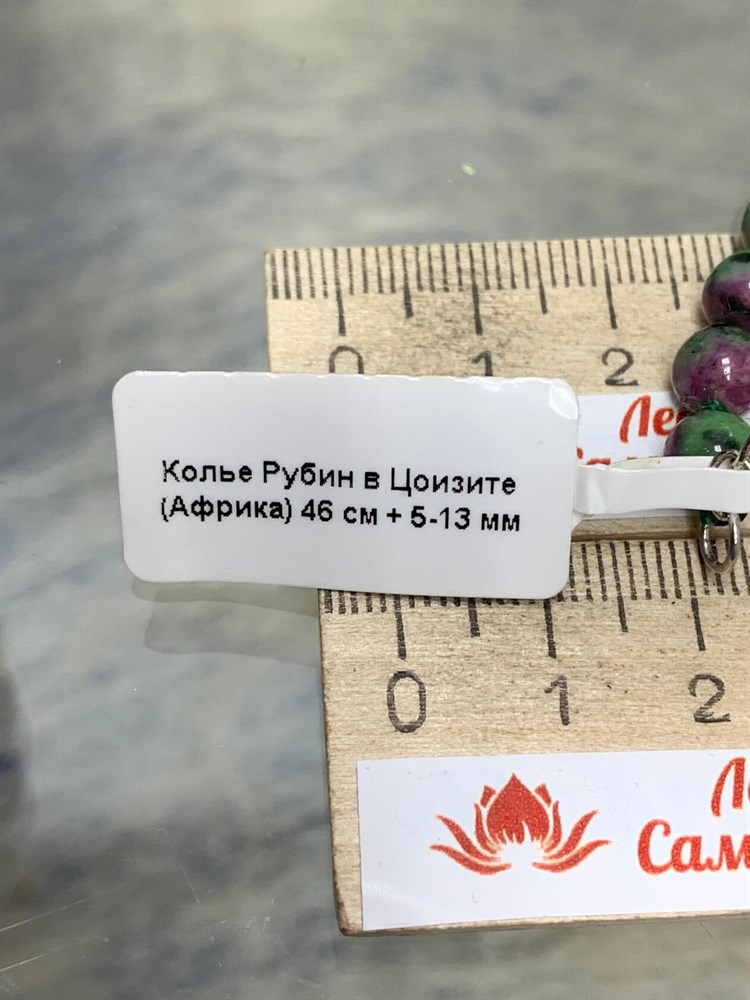 0 1 2
Колье Рубин в Цоизите
(Африка) 46 см + 5-13 мм
0 1 2